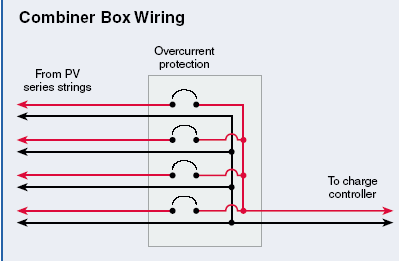 Combiner Box Wiring
Overcurrent
protection
From PV
series strings
To charge
controller